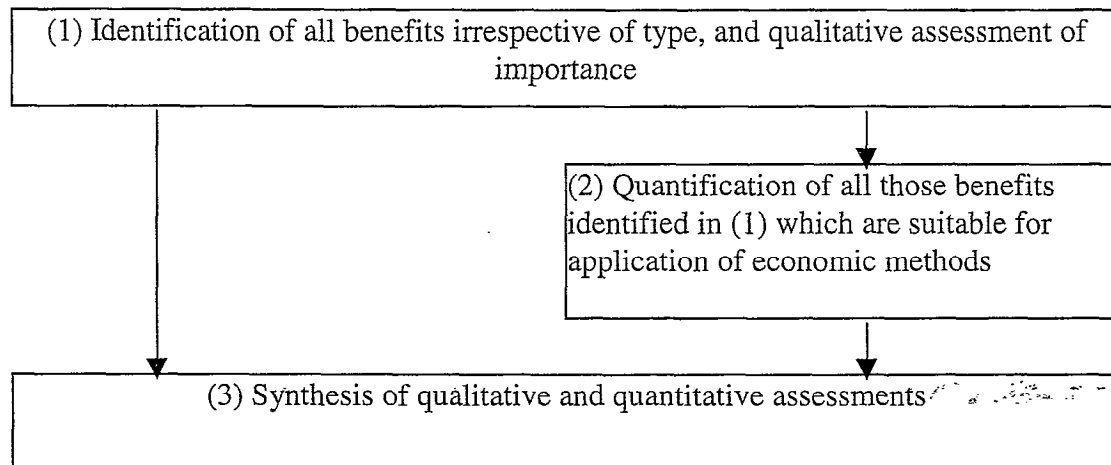 (1) Identification of all benefits irrespective of type, and qualitative assessment of
importance
(2) Quantification of all those benefits
identified in (1) which are suitable for
application of economic methods
(3) Synthesis of qualitative and quantitative assessments